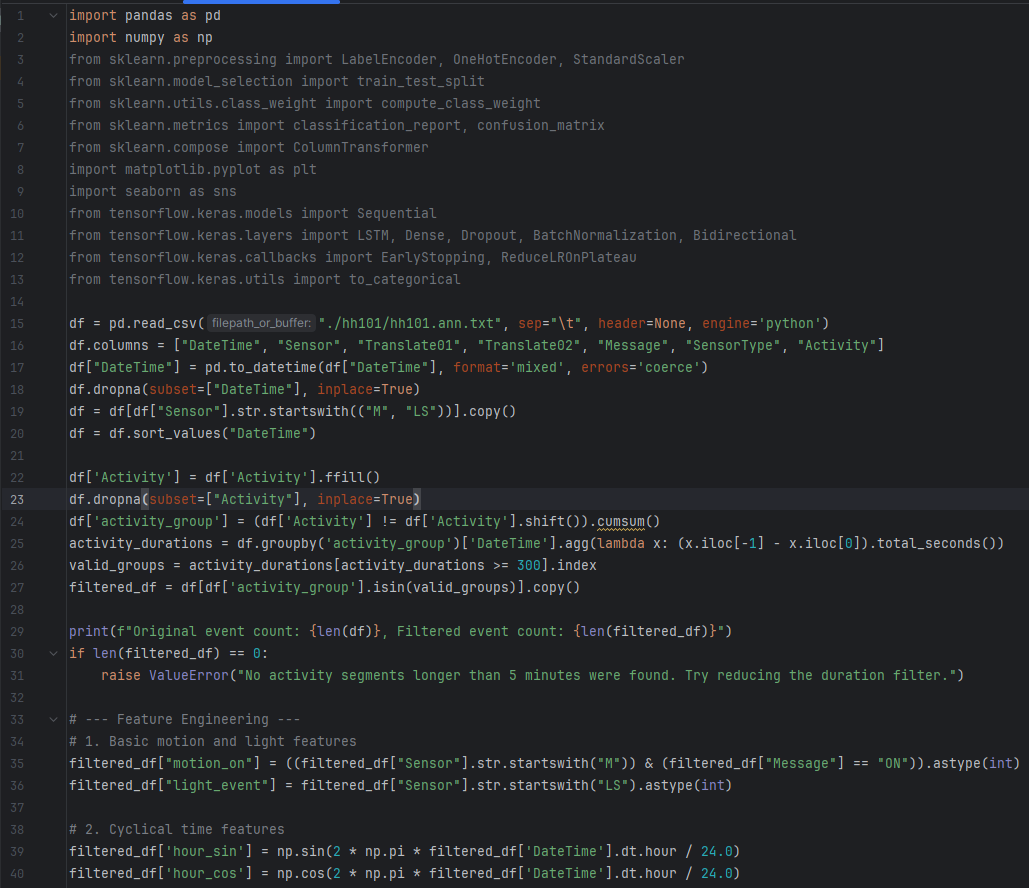 1 import pandas as pd
2 import numpy as np
3 from sklearn.preprocessing import LabelEncoder, OneHotEncoder, StandardScaler
4 from sklearn.model_selection import train_test_split
5 from sklearn.utils.class_weight import compute_class_weight
6 from sklearn.metrics import classification_report, confusion_matrix
7 from sklearn.compose import ColumnTransformer
8 import matplotlib.pyplot as plt
9 import seaborn as sns
10 from tensorflow.keras.models import Sequential
11 from tensorflow.keras.layers import LSTM, Dense, Dropout, BatchNormalization, Bidirectional
12 from tensorflow.keras.callbacks import EarlyStopping, ReduceLROnPlateau
13 from tensorflow.keras.utils import to_categorical
14
15 df = pd.read_csv( filepath_or_buffer: "./hh101/hh101.ann.txt", sep="\t", header=None, engine='python')
16 df.columns = ["DateTime", "Sensor", "Translate01", "Translate02", "Message", "SensorType", "Activity"]
17 df["DateTime"] = pd.to_datetime(df["DateTime"], format='mixed', errors='coerce')
18 df.dropna(subset=["DateTime"], inplace=True)
19 df = df[df["Sensor"].str.startswith(("M", "LS"))].copy()
20 df = df.sort_values("DateTime")
21
22 df['Activity'] = df['Activity'].ffill()
23 df.dropna(subset=["Activity"], inplace=True)
24 df['activity_group'] = (df['Activity'] != df['Activity'].shift()).cumsum()
25 activity_durations = df.groupby('activity_group')['DateTime'].agg(lambda x: (x.iloc[-1] - x.iloc[0]).total_seconds())
26 valid_groups = activity_durations[activity_durations >= 300].index
27 filtered_df = df[df['activity_group'].isin(valid_groups)].copy()
28
29 print(f"Original event count: {len(df)}, Filtered event count: {len(filtered_df)}")
30 if len(filtered_df) == 0:
31     raise ValueError("No activity segments longer than 5 minutes were found. Try reducing the duration filter.")
32
33 # --- Feature Engineering ---
34 # 1. Basic motion and light features
35 filtered_df["motion_on"] = ((filtered_df["Sensor"].str.startswith("M")) & (filtered_df["Message"] == "ON")).astype(int)
36 filtered_df["light_event"] = filtered_df["Sensor"].str.startswith("LS").astype(int)
37
38 # 2. Cyclical time features
39 filtered_df['hour_sin'] = np.sin(2 * np.pi * filtered_df['DateTime'].dt.hour / 24.0)
40 filtered_df['hour_cos'] = np.cos(2 * np.pi * filtered_df['DateTime'].dt.hour / 24.0)